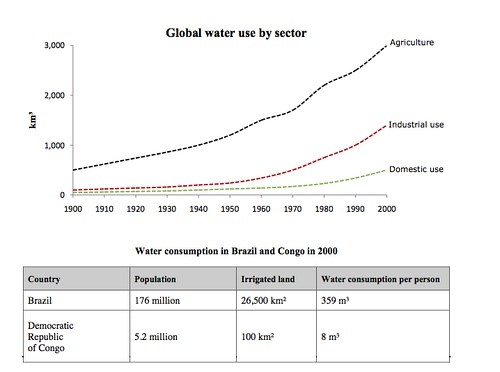 Global water use by sector
3,000
2,000
1,000
0
km³
Agriculture
Industrial use
Domestic use
1900 1910 1920 1930 1940 1950 1960 1970 1980 1990 2000
Water consumption in Brazil and Congo in 2000
Country Population Irrigated land Water consumption per person
Brazil 176 million 26,500 km² 359 m³
Democratic
Republic 5.2 million 100 km² 8 m³
of Congo